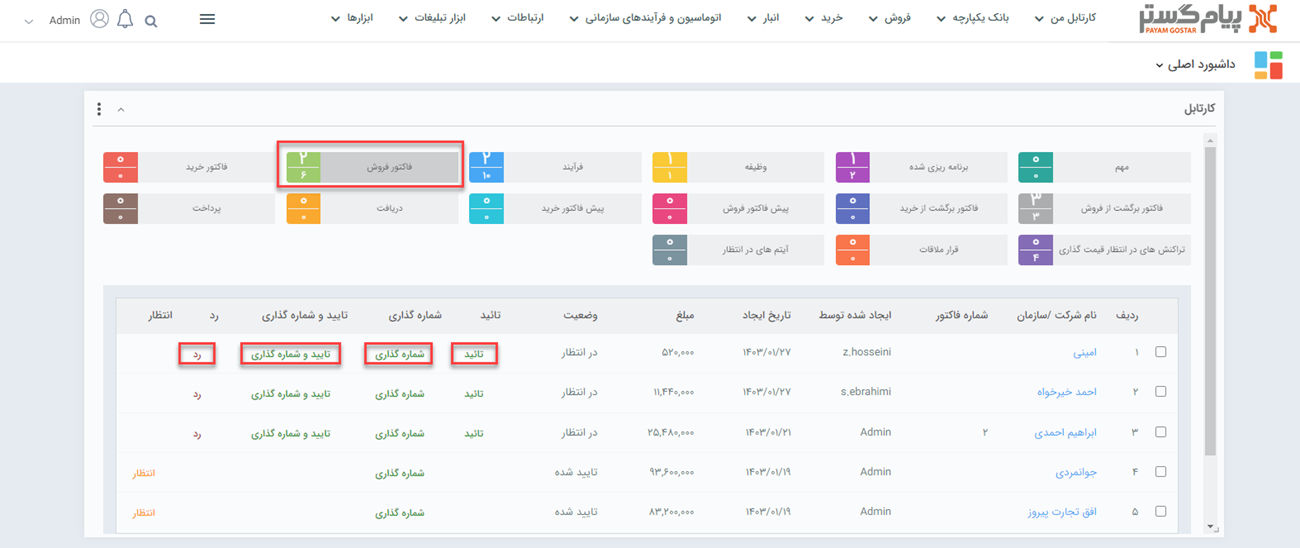 پیام گستر
PAYAM GOSTAR
کارتابل من
بانک یکپارچه
فروش
خرید
انبار
اتوماسیون و فرآیندهای سازمانی
ارتباطات
ابزار تبلیغات
ابزارها
Admin
داشبورد اصلی
کارتابل
مهم ۰ ۰
برنامه ریزی شده ۱ ۲
وظیفه ۱ ۱
فرآیند ۲ ۱۰
فاکتور فروش ۲ ۶
فاکتور خرید ۰ ۰
فاکتور برگشت از فروش ۳ ۳
فاکتور برگشت از خرید ۰ ۰
پیش فاکتور فروش ۰ ۰
پیش فاکتور خرید ۰ ۰
دریافت ۰ ۰
پرداخت ۰ ۰
تراکنش های در انتظار قیمت گذاری ۰ ۴
قرار ملاقات ۰ ۰
آیتم های در انتظار ۰ ۰
ردیف نام شرکت /سازمان شماره فاکتور ایجاد شده توسط تاریخ ایجاد مبلغ وضعیت تائید شماره گذاری تایید و شماره گذاری رد انتظار
۱ امینی z.hosseini ۱۴۰۳/۰۱/۲۷ ۵۲۰,۰۰۰ در انتظار تائید شماره گذاری تایید و شماره گذاری رد
۲ احمد خیرخواه s.ebrahimi ۱۴۰۳/۰۱/۲۷ ۱۱,۴۴۰,۰۰۰ در انتظار تائید شماره گذاری تایید و شماره گذاری رد
۳ ابراهیم احمدی ۲ Admin ۱۴۰۳/۰۱/۲۱ ۲۵,۴۸۰,۰۰۰ در انتظار تائید شماره گذاری تایید و شماره گذاری رد
۴ جوانمردی Admin ۱۴۰۳/۰۱/۱۹ ۹۳,۶۰۰,۰۰۰ تایید شده شماره گذاری انتظار
۵ افق تجارت پیروز Admin ۱۴۰۳/۰۱/۱۹ ۸۳,۲۰۰,۰۰۰ تایید شده شماره گذاری انتظار